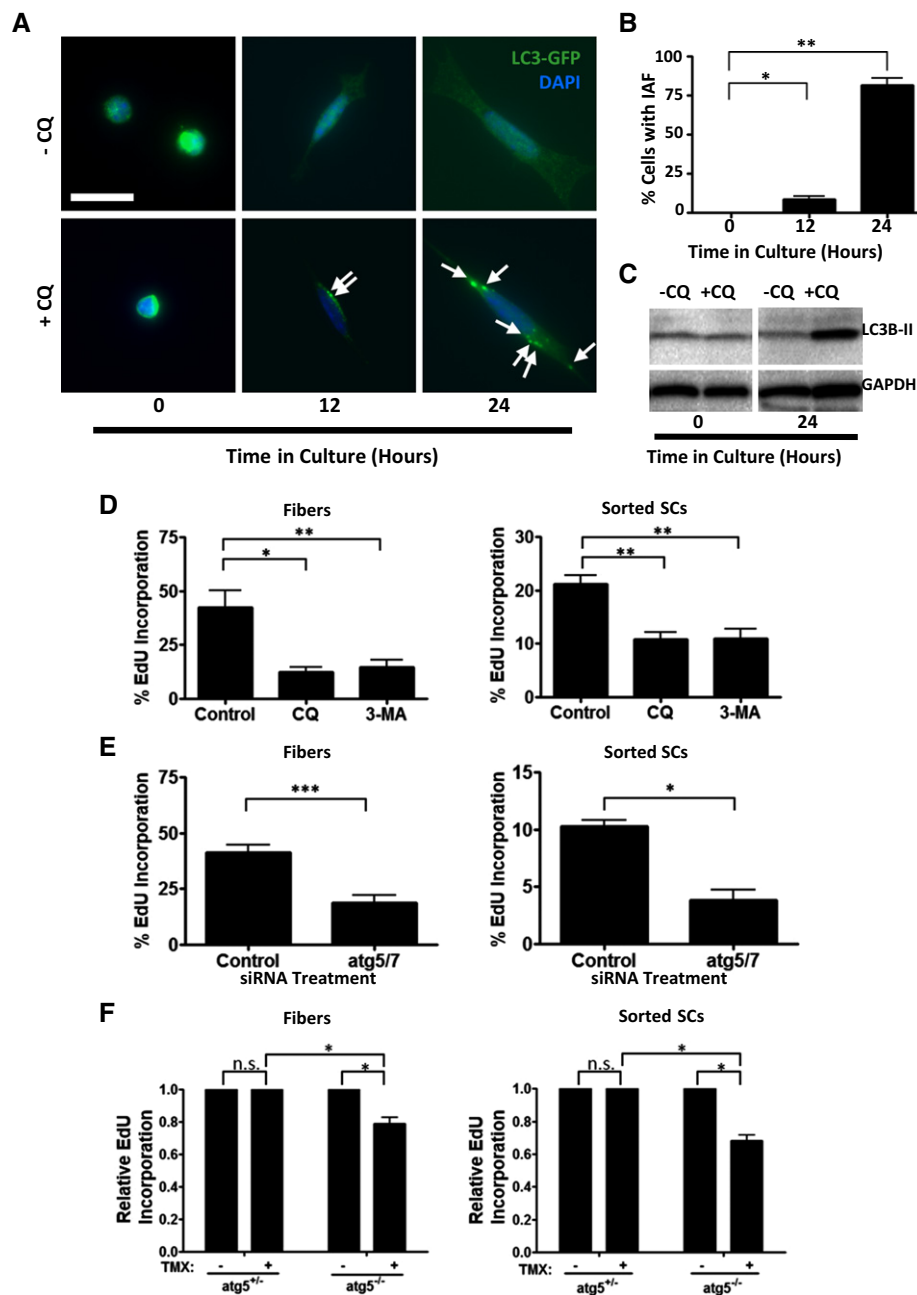 A
LC3-GFP
DAPI
- CQ
+ CQ
0 12 24
Time in Culture (Hours)
B
**
*
% Cells with IAF
100
75
50
25
0
0 12 24
Time in Culture (Hours)
C
-CQ +CQ -CQ +CQ
LC3B-II
GAPDH
0 24
Time in Culture (Hours)
D
Fibers
% EdU Incorporation
75
50
25
0
**
*
Control CQ 3-MA
Sorted SCs
% EdU Incorporation
30
20
10
0
**
**
Control CQ 3-MA
E
Fibers
% EdU Incorporation
75
50
25
0
***
Control atg5/7
siRNA Treatment
Sorted SCs
% EdU Incorporation
15
10
5
0
*
Control atg5/7
siRNA Treatment
F
Fibers
Relative EdU
Incorporation
1.0
0.8
0.6
0.4
0.2
0.0
*
n.s. *
TMX: - + - +
atg5+/- atg5-/-
Sorted SCs
Relative EdU
Incorporation
1.0
0.8
0.6
0.4
0.2
0.0
*
n.s. *
TMX: - + - +
atg5+/- atg5-/-